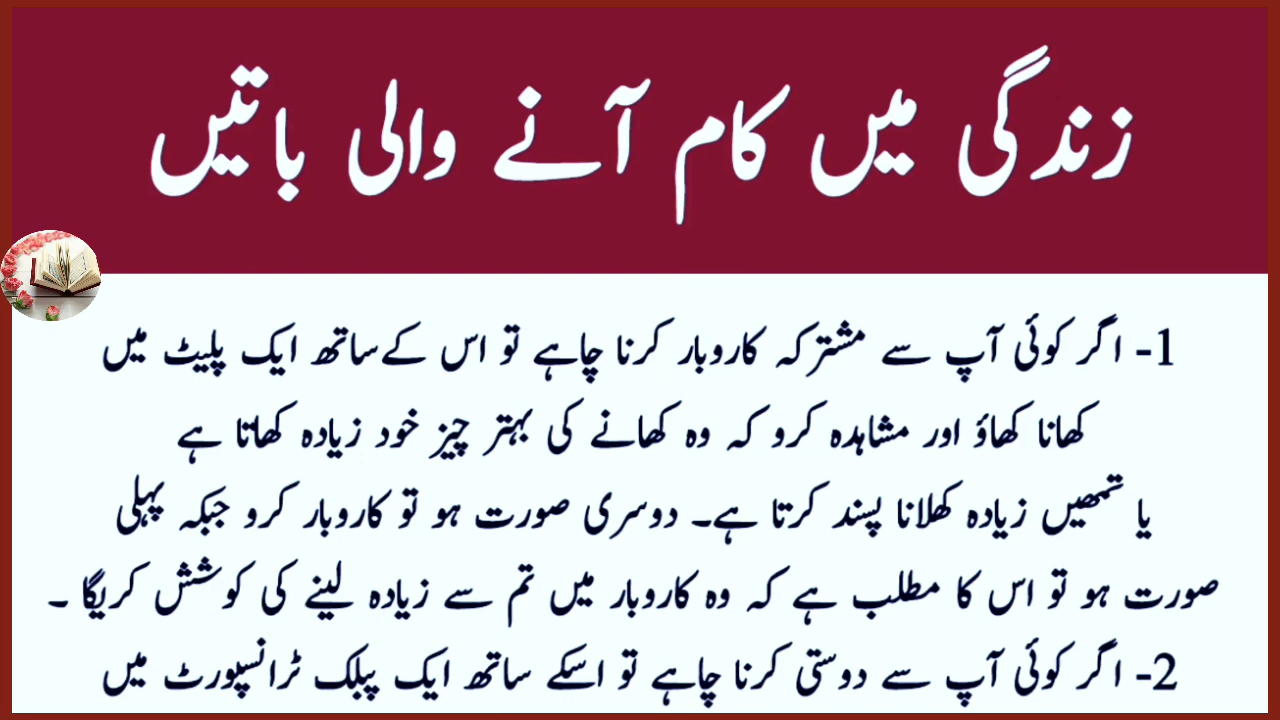 زندگی میں کام آنے والی باتیں
1- اگر کوئی آپ سے مشترکہ کاروبار کرنا چاہے تو اس کےساتھ ایک پلیٹ میں
کھانا کھاؤ اور مشاہدہ کرو کہ وہ کھانے کی بہتر چیز خود زیادہ کھاتا ہے
یا تمھیں زیادہ کھلانا پسند کرتا ہے۔ دوسری صورت ہو تو کاروبار کرو جبکہ پہلی
صورت ہو تو اس کا مطلب ہے کہ وہ کاروبار میں تم سے زیادہ لینے کی کوشش کریگا ۔
2- اگر کوئی آپ سے دوستی کرنا چاہے تو اسکے ساتھ ایک پبلک ٹرانسپورٹ میں